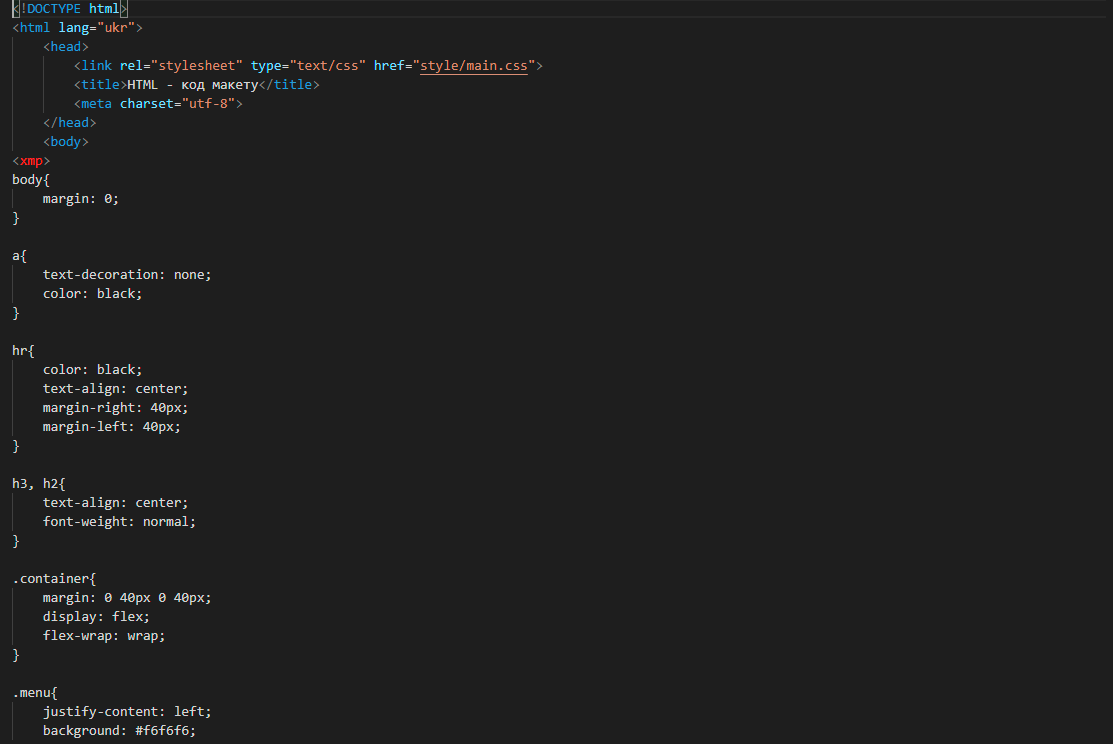 <!DOCTYPE html>
<html lang="ukr">
    <head>
        <link rel="stylesheet" type="text/css" href="style/main.css">
        <title>HTML - код макету</title>
        <meta charset="utf-8">
    </head>
    <body>
<xmp>
body{
    margin: 0;
}

a{
    text-decoration: none;
    color: black;
}

hr{
    color: black;
    text-align: center;
    margin-right: 40px;
    margin-left: 40px;
}

h3, h2{
    text-align: center;
    font-weight: normal;
}

.container{
    margin: 0 40px 0 40px;
    display: flex;
    flex-wrap: wrap;
}

.menu{
    justify-content: left;
    background: #f6f6f6;